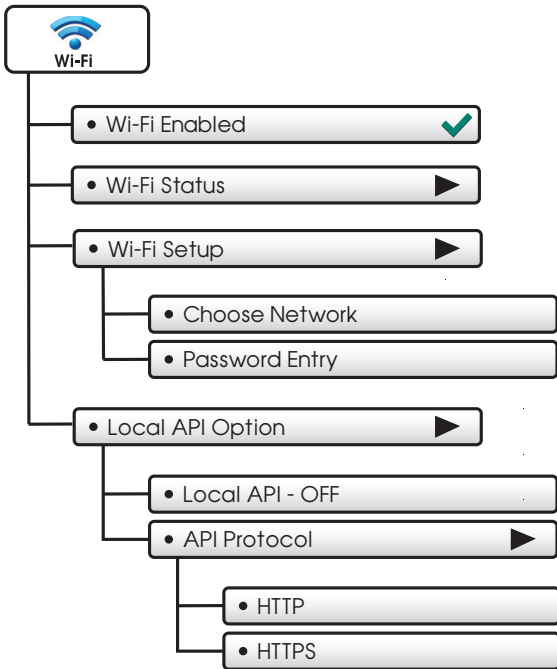 Wi-Fi
• Wi-Fi Enabled
• Wi-Fi Status
• Wi-Fi Setup
• Choose Network
• Password Entry
• Local API Option
• Local API - OFF
• API Protocol
• HTTP
• HTTPS